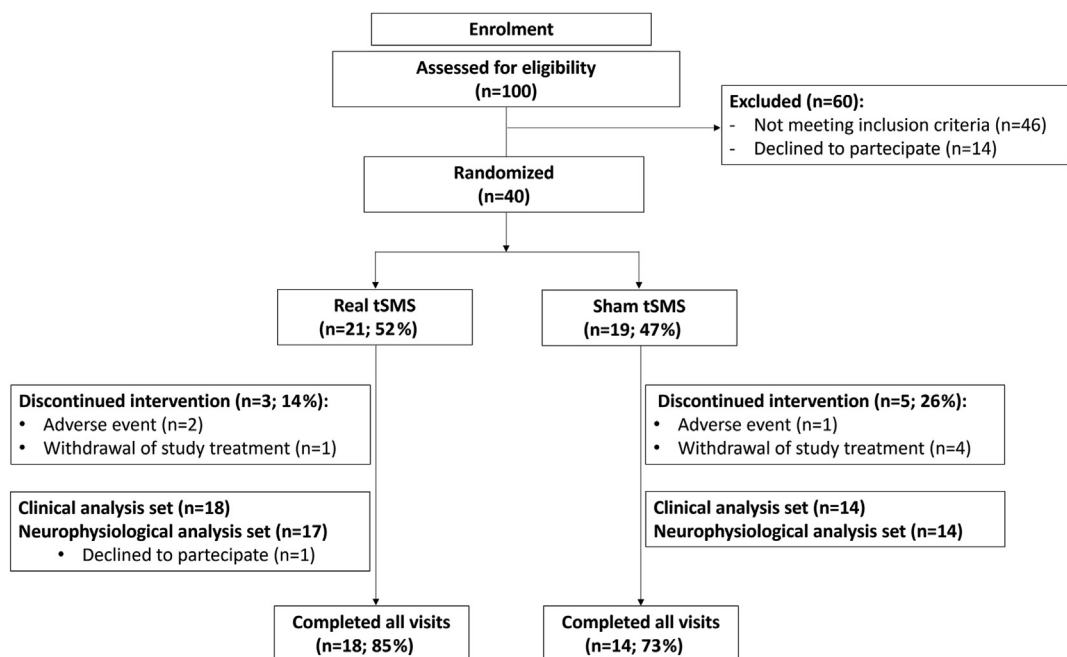 Enrolment
Assessed for eligibility
(n=100)
Excluded (n=60):
- Not meeting inclusion criteria (n=46)
- Declined to partecipate (n=14)
Randomized
(n=40)
Real tSMS
(n=21; 52%)
Sham tSMS
(n=19; 47%)
Discontinued intervention (n=3; 14%):
• Adverse event (n=2)
• Withdrawal of study treatment (n=1)
Discontinued intervention (n=5; 26%):
• Adverse event (n=1)
• Withdrawal of study treatment (n=4)
Clinical analysis set (n=18)
Neurophysiological analysis set (n=17)
• Declined to partecipate (n=1)
Clinical analysis set (n=14)
Neurophysiological analysis set (n=14)
Completed all visits
(n=18; 85%)
Completed all visits
(n=14; 73%)